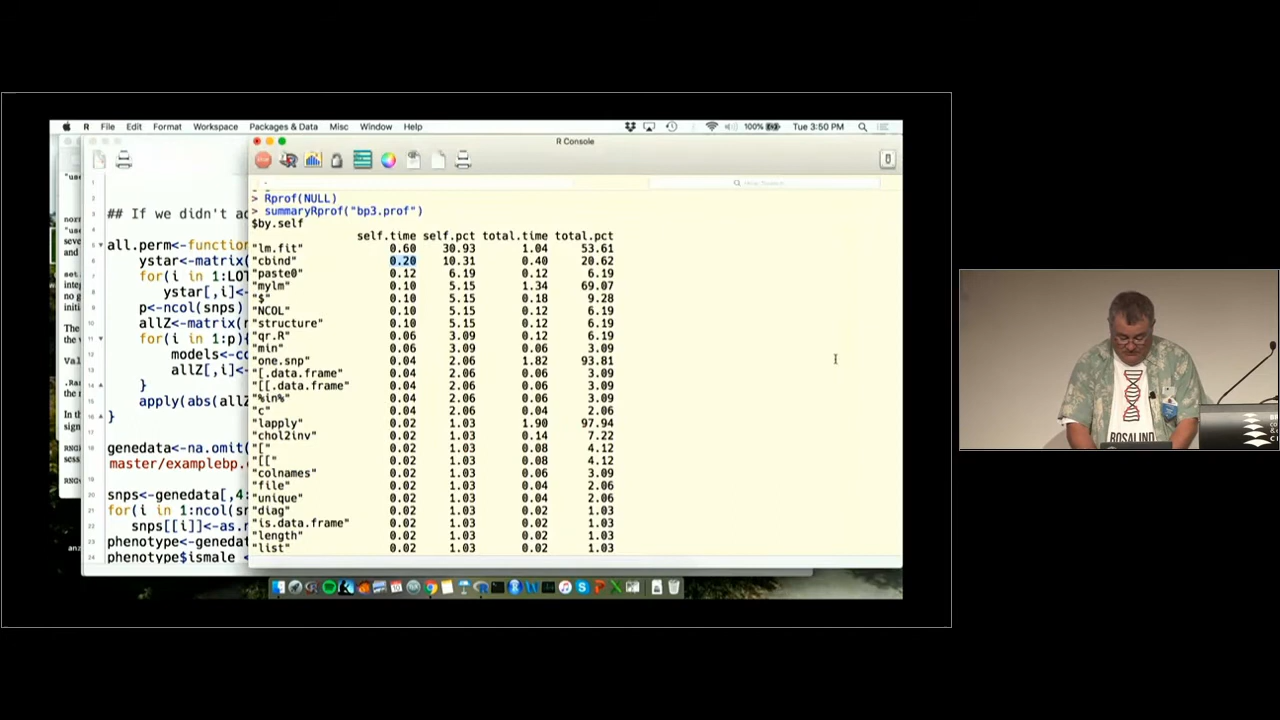 R File Edit Format Workspace Packages & Data Misc Window Help 100% Tue 3:50 PM
R Console
> Rprof(NULL)
> summaryRprof("bp3.prof")
$by.self
self.time self.pct total.time total.pct
"lm.fit" 0.60 30.93 1.04 53.61
"cbind" 0.20 10.31 0.40 20.62
"paste0" 0.12 6.19 0.12 6.19
"mylm" 0.10 5.15 1.34 69.07
"$" 0.10 5.15 0.18 9.28
"NCOL" 0.10 5.15 0.12 6.19
"structure" 0.10 5.15 0.12 6.19
"qr.R" 0.06 3.09 0.12 6.19
"min" 0.06 3.09 0.06 3.09
"one.snp" 0.04 2.06 1.82 93.81
"[.data.frame" 0.04 2.06 0.06 3.09
"[[.data.frame" 0.04 2.06 0.06 3.09
"%in%" 0.04 2.06 0.06 3.09
"c" 0.04 2.06 0.04 2.06
"lapply" 0.02 1.03 1.90 97.94
"chol2inv" 0.02 1.03 0.14 7.22
"[" 0.02 1.03 0.08 4.12
"[[" 0.02 1.03 0.08 4.12
"colnames" 0.02 1.03 0.06 3.09
"file" 0.02 1.03 0.04 2.06
"unique" 0.02 1.03 0.04 2.06
"diag" 0.02 1.03 0.02 1.03
"is.data.frame" 0.02 1.03 0.02 1.03
"length" 0.02 1.03 0.02 1.03
"list" 0.02 1.03 0.02 1.03
## If we didn't ad
all.perm<-function
ystar<-matrix(
for(i in 1:LOT
ystar[,i]<-
p<-ncol(snps)
allZ<-matrix(n
for(i in 1:p){
models<-co
allZ[,i]<-
}
apply(abs(allZ
}
genedata<-na.omit(
master/examplebp.c
snps<-genedata[,4:
for(i in 1:ncol(sn
snps[[i]]<-as.n
phenotype<-genedat
phenotype$ismale <
ROSALIND